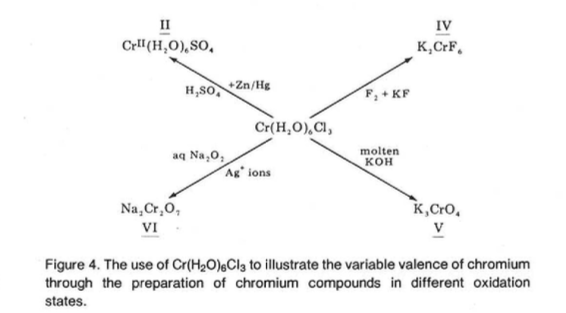 II
IV
Crᴵᴵ(H₂O)₆SO₄
K₂CrF₆
H₂SO₄ +Zn/Hg
F₂ + KF
Cr(H₂O)₆Cl₃
aq Na₂O₂
molten
KOH
Ag⁺ ions
Na₂Cr₂O₇
K₃CrO₄
VI
V
Figure 4. The use of Cr(H₂O)₆Cl₃ to illustrate the variable valence of chromium
through the preparation of chromium compounds in different oxidation
states.